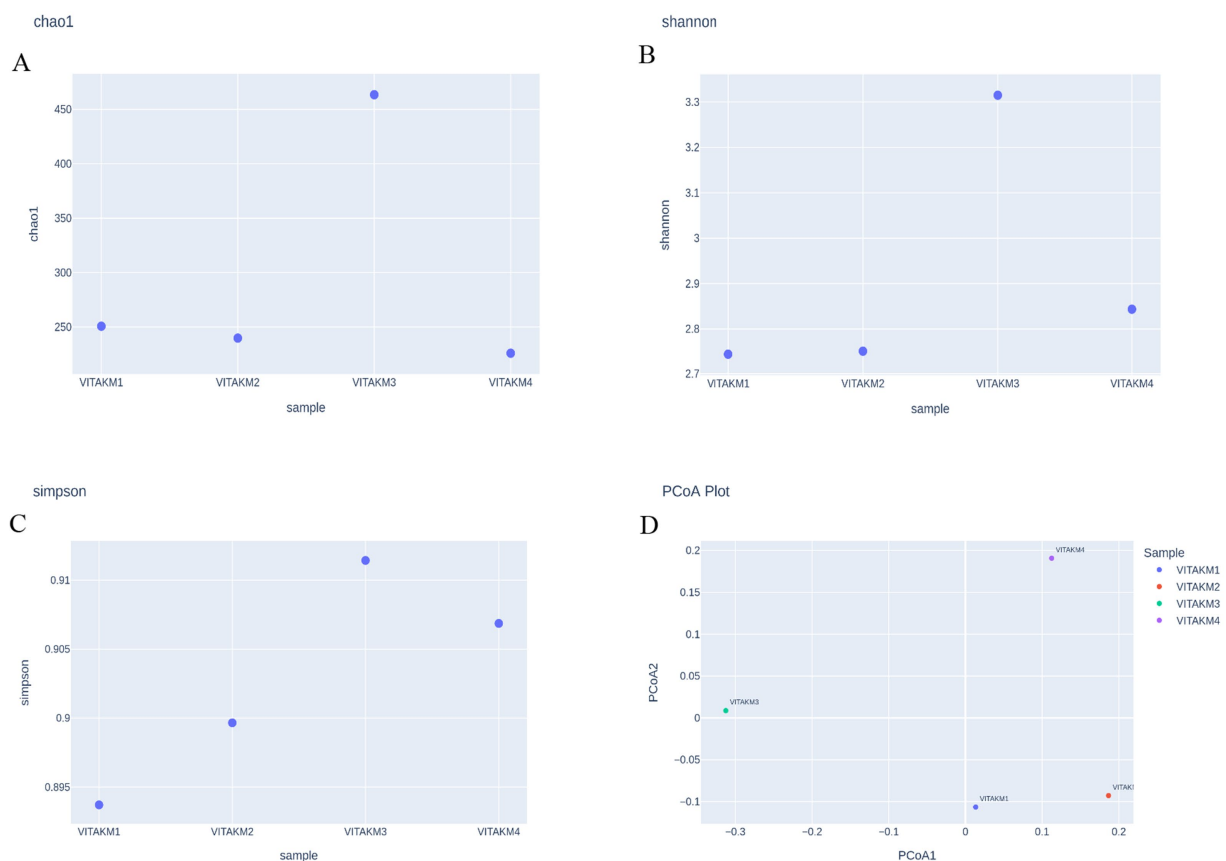 chao1
A
450
400
350
300
250
chao1
VITAKM1 VITAKM2 VITAKM3 VITAKM4
sample
shannon
B
3.3
3.2
3.1
3
2.9
2.8
2.7
shannon
VITAKM1 VITAKM2 VITAKM3 VITAKM4
sample
simpson
C
0.91
0.905
0.9
0.895
simpson
VITAKM1 VITAKM2 VITAKM3 VITAKM4
sample
PCoA Plot
D
0.2
0.15
0.1
0.05
0
−0.05
−0.1
PCoA2
VITAKM4
VITAKM3
VITAKM1
VITAK
−0.3 −0.2 −0.1 0 0.1 0.2
PCoA1
Sample
VITAKM1
VITAKM2
VITAKM3
VITAKM4